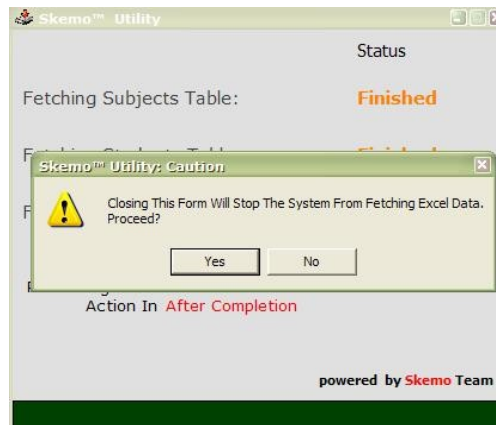 Skemo™ Utility
Status
Fetching Subjects Table:
Finished
Skemo™ Utility: Caution
Closing This Form Will Stop The System From Fetching Excel Data.
Proceed?
Yes
No
Action In After Completion
powered by Skemo Team